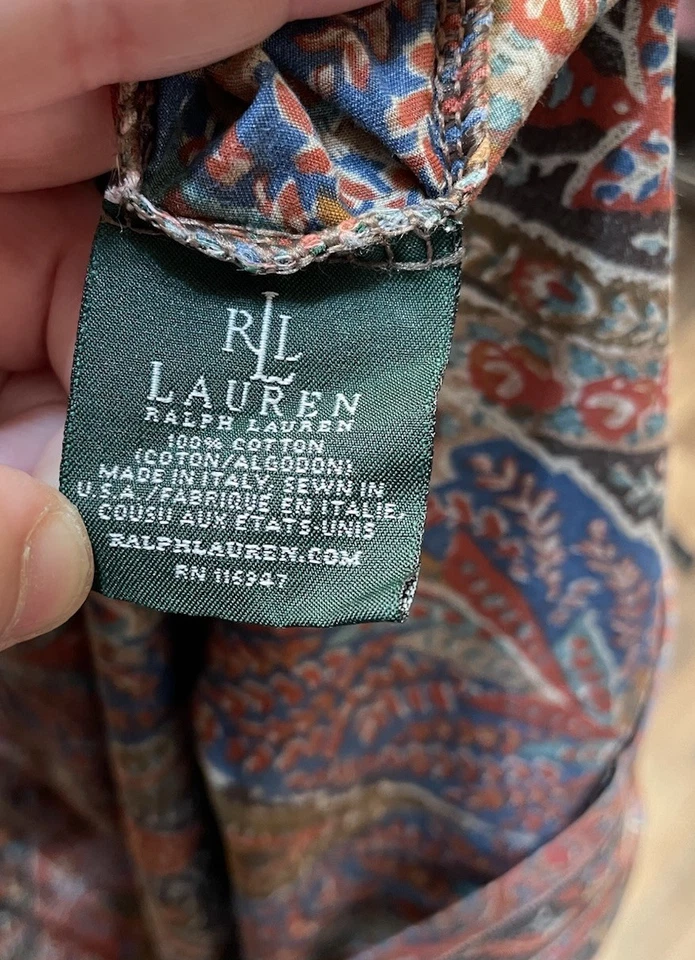 RLL
LAUREN
RALPH LAUREN
100% COTTON
(COTON/ALGODON)
MADE IN ITALY, SEWN IN
U.S.A./FABRIQUE EN ITALIE,
COUSU AUX ETATS-UNIS
RALPHLAUREN.COM
RN 116947